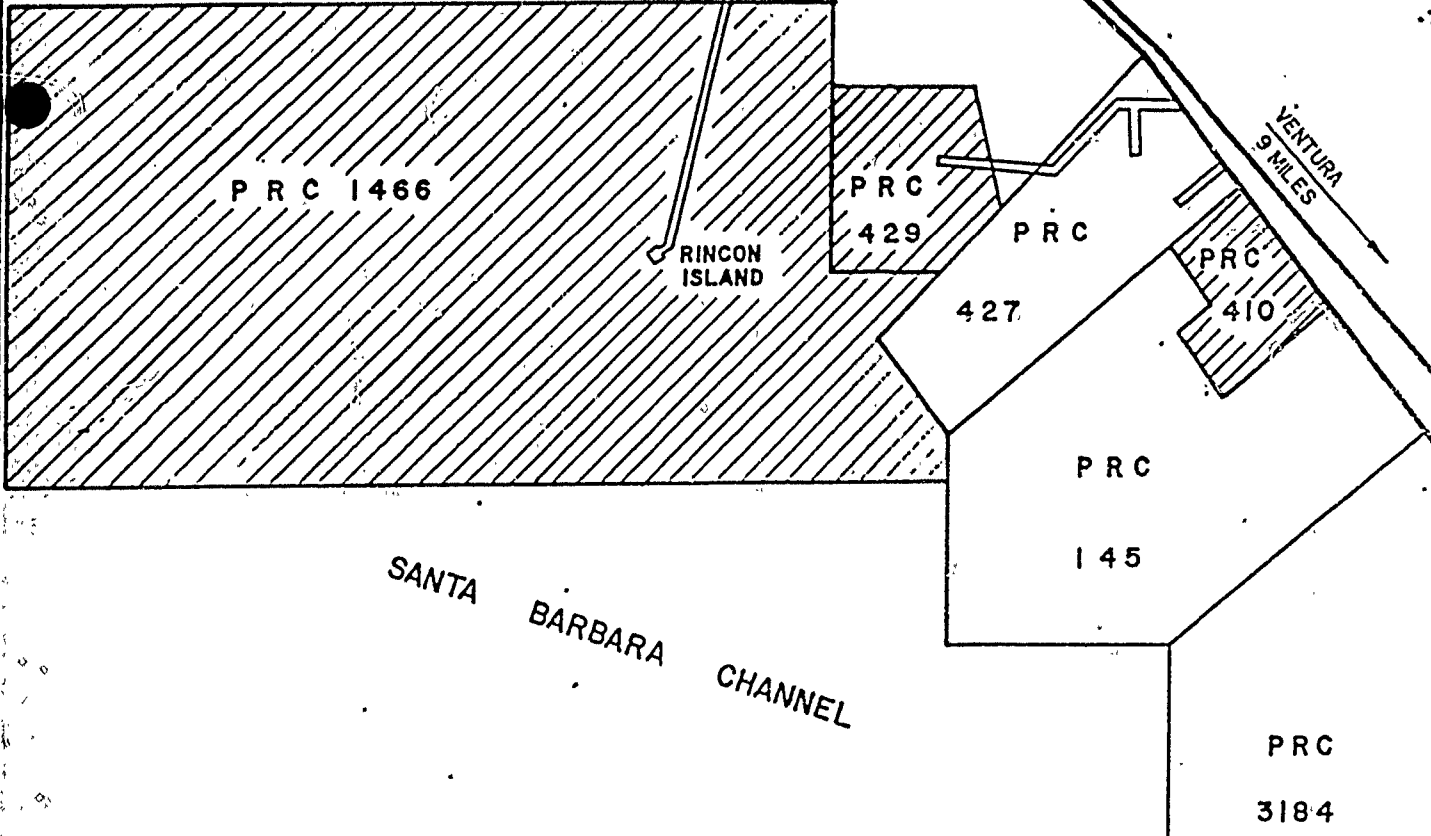 PRC 1466
RINCON
ISLAND
PRC
429
PRC
427
PRC
410
VENTURA
9 MILES
PRC
145
SANTA BARBARA CHANNEL
PRC
3184